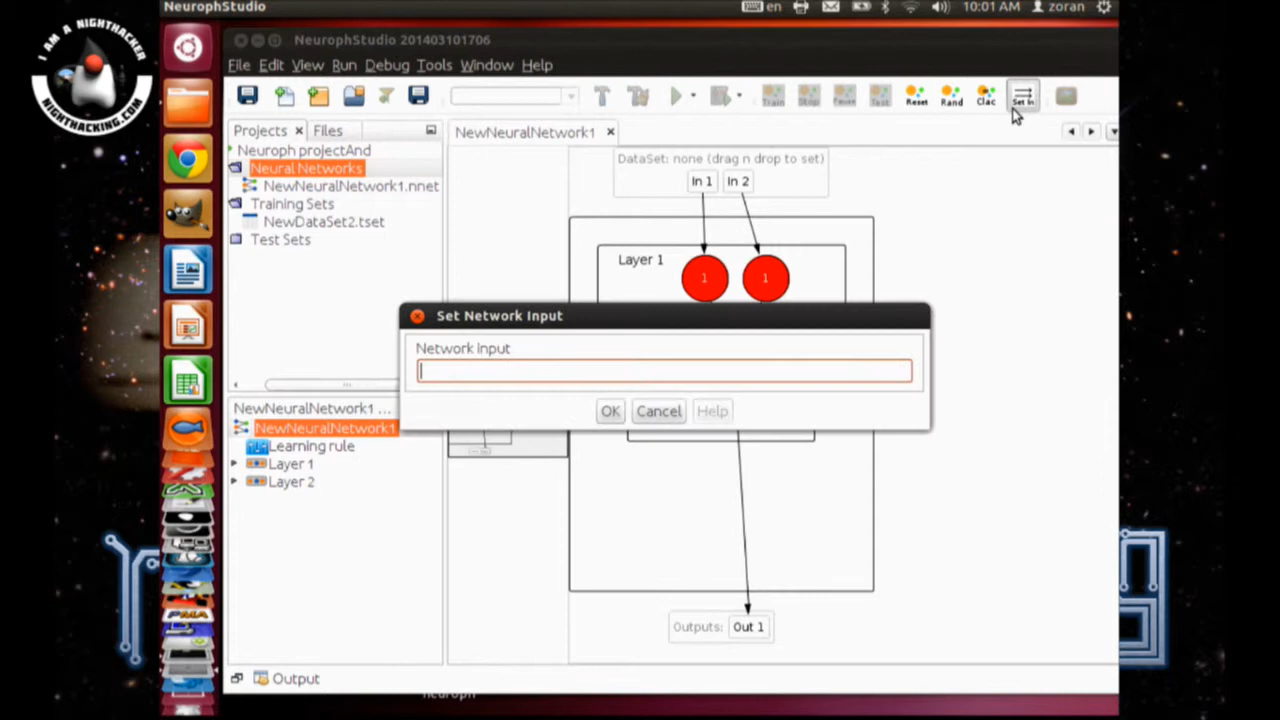 NeurophStudio
en
10:01 AM
zoran
I AM A NIGHTHACKER
NIGHTHACKING.COM
NeurophStudio 201403101706
File Edit View Run Debug Tools Window Help
Train Stop Pause Test Reset Rand Clac Set In
Projects Files
NewNeuralNetwork1
Neuroph projectAnd
Neural Networks
NewNeuralNetwork1.nnet
Training Sets
NewDataSet2.tset
Test Sets
DataSet: none (drag n drop to set)
In 1 In 2
Layer 1
1 1
Set Network Input
Network Input
OK Cancel Help
NewNeuralNetwork1 ...
NewNeuralNetwork1
Learning rule
Layer 1
Layer 2
Outputs: Out 1
Output
neuroph
PMA